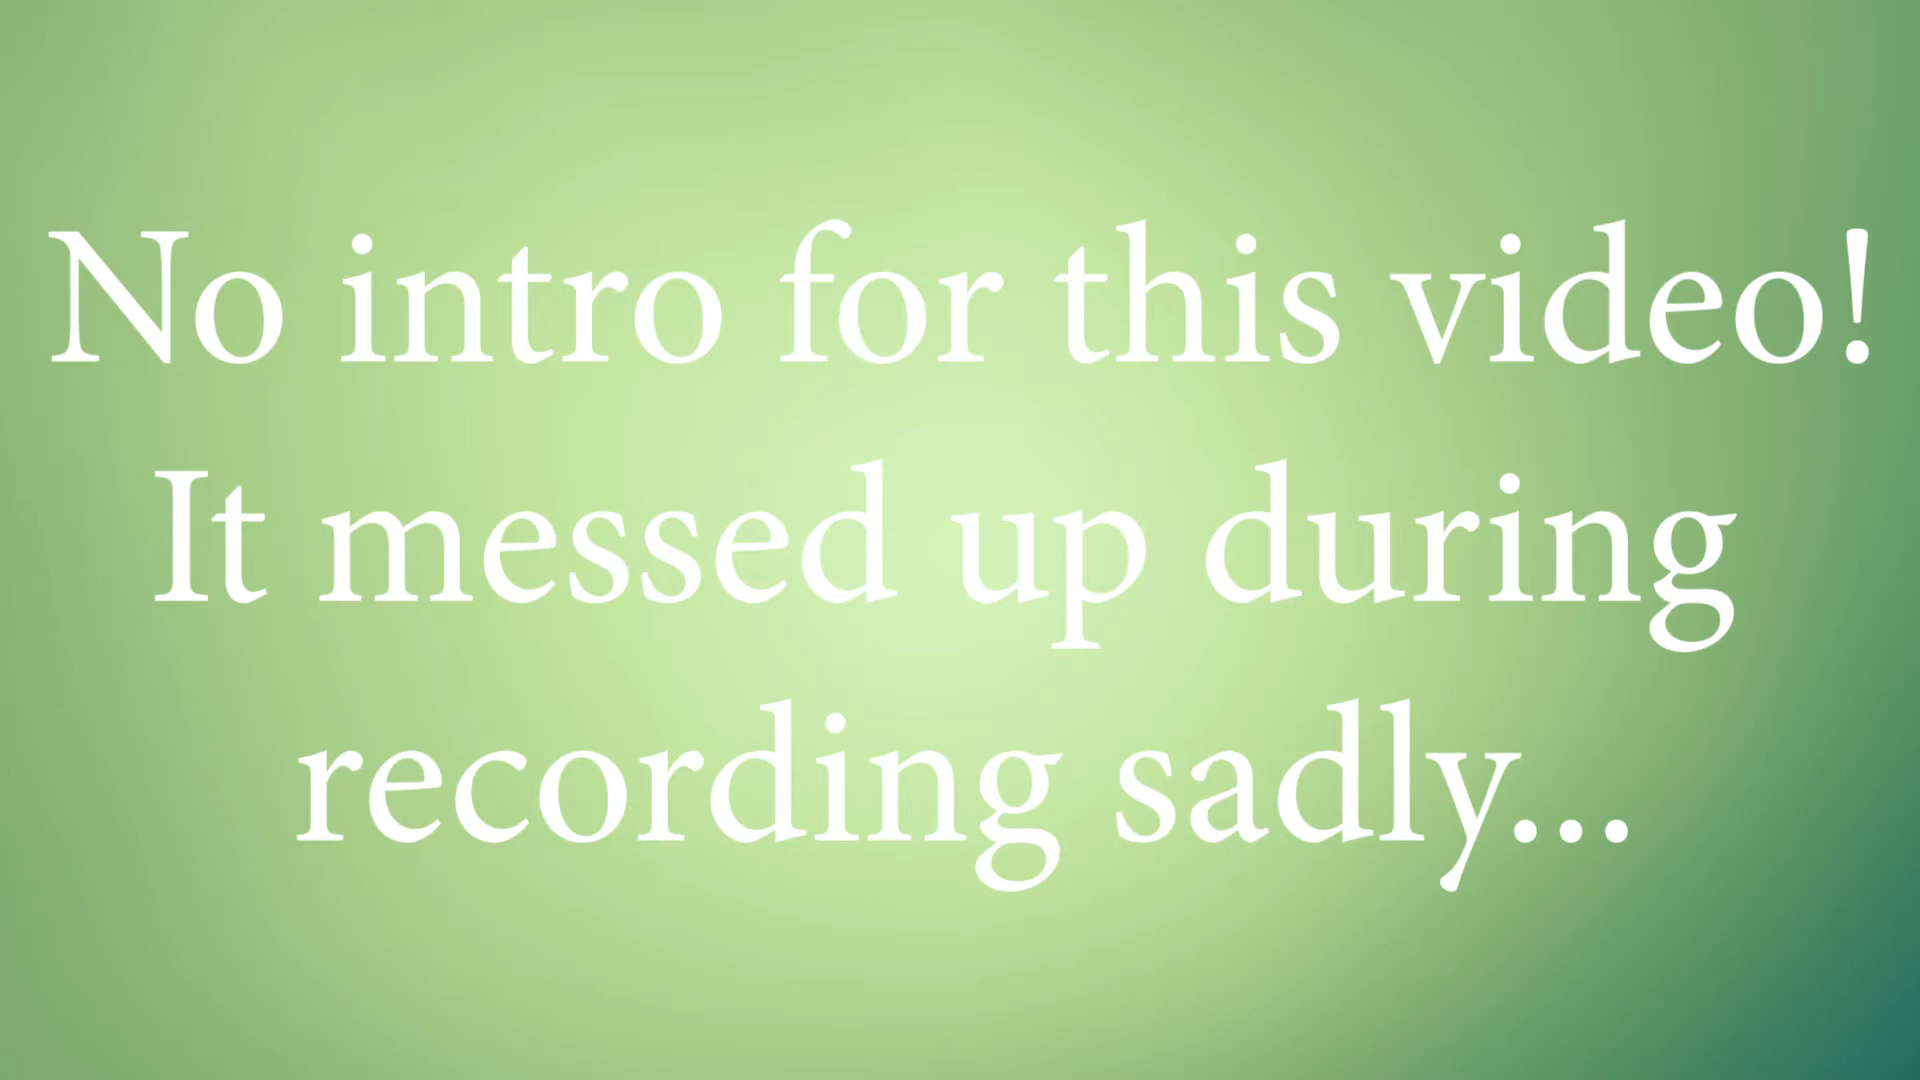 No intro for this video!
It messed up during
recording sadly...